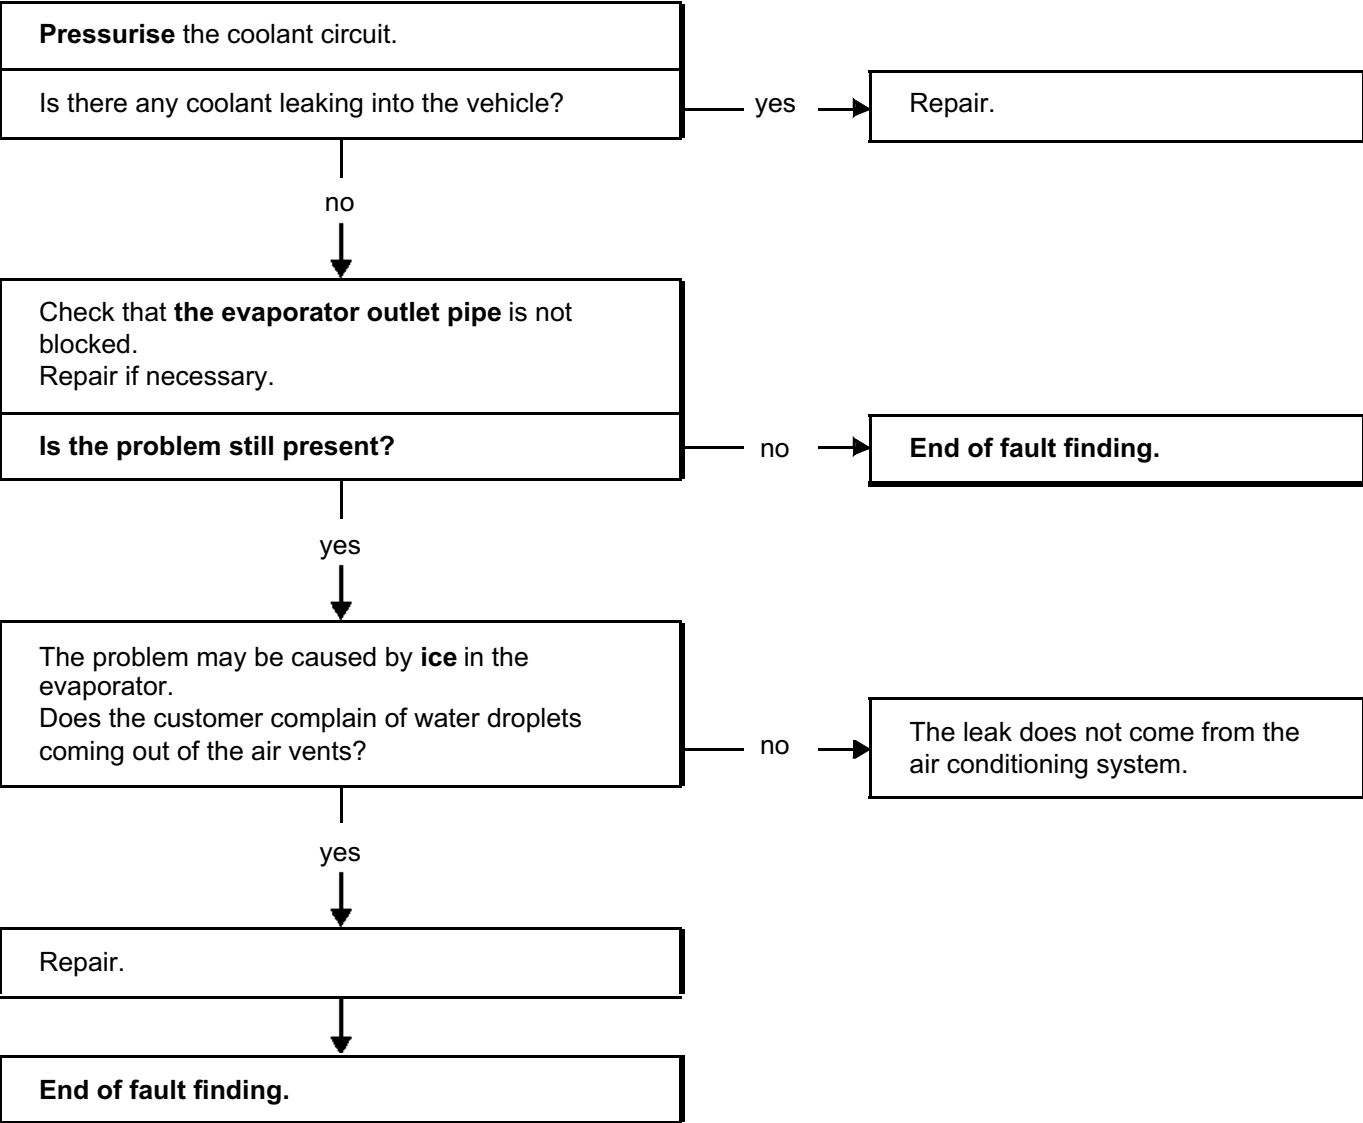 Pressurise the coolant circuit.
Is there any coolant leaking into the vehicle?
yes
Repair.
no
Check that the evaporator outlet pipe is not
blocked.
Repair if necessary.
Is the problem still present?
no
End of fault finding.
yes
The problem may be caused by ice in the
evaporator.
Does the customer complain of water droplets
coming out of the air vents?
no
The leak does not come from the
air conditioning system.
yes
Repair.
End of fault finding.